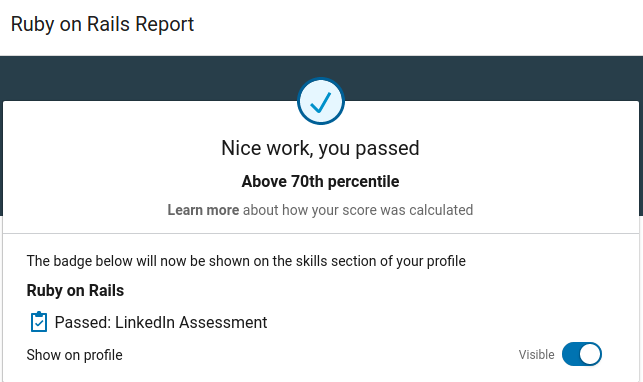 Ruby on Rails Report
Nice work, you passed
Above 70th percentile
Learn more about how your score was calculated
The badge below will now be shown on the skills section of your profile
Ruby on Rails
Passed: LinkedIn Assessment
Show on profile Visible